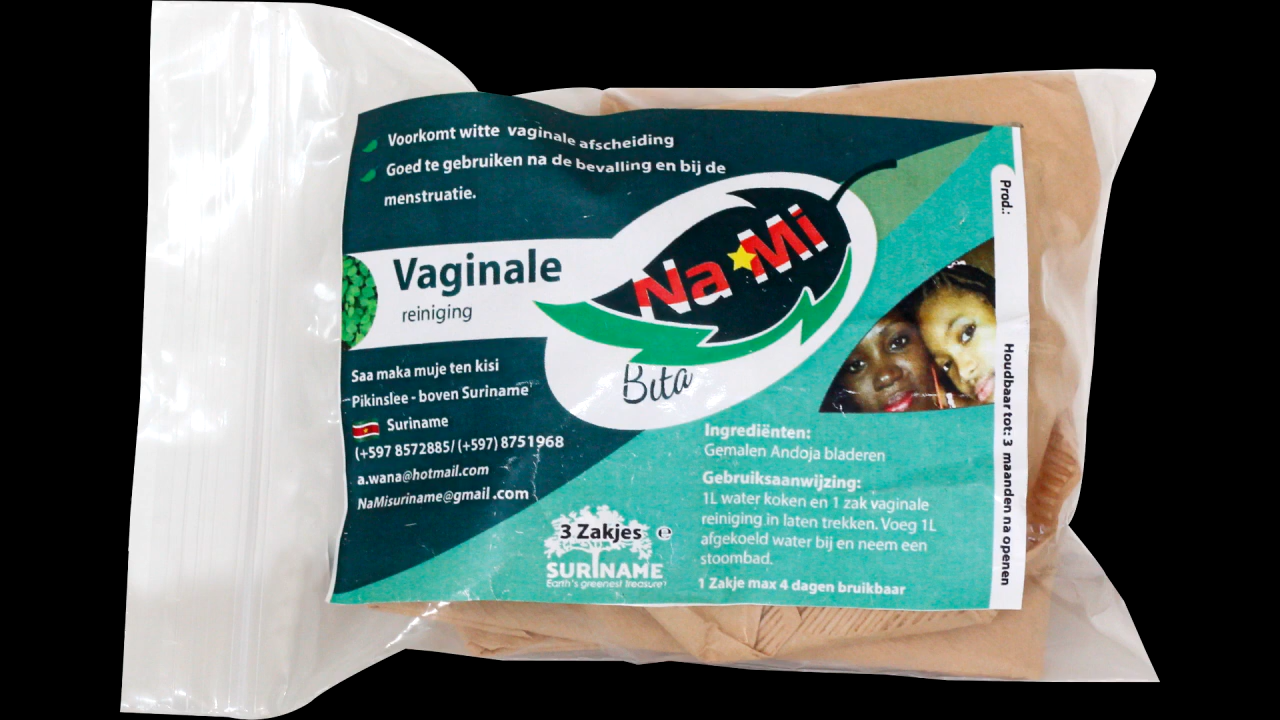 Voorkomt witte vaginale afscheiding
Goed te gebruiken na de bevalling en bij de
menstruatie.
Na Mi
Vaginale
reiniging
Bita
Saa maka muje ten kisi
Pikinslee - boven Suriname
Suriname
(+597 8572885/ (+597) 8751968
a.wana@hotmail.com
NaMisuriname@gmail.com
3 Zakjes e
SURINAME
Earth's greenest treasure
Ingrediënten:
Gemalen Andoja bladeren
Gebruiksaanwijzing:
1L water koken en 1 zak vaginale
reiniging in laten trekken. Voeg 1L
afgekoeld water bij en neem een
stoombad.
1 Zakje max 4 dagen bruikbaar
Prod.:
Houdbaar tot: 3 maanden na openen